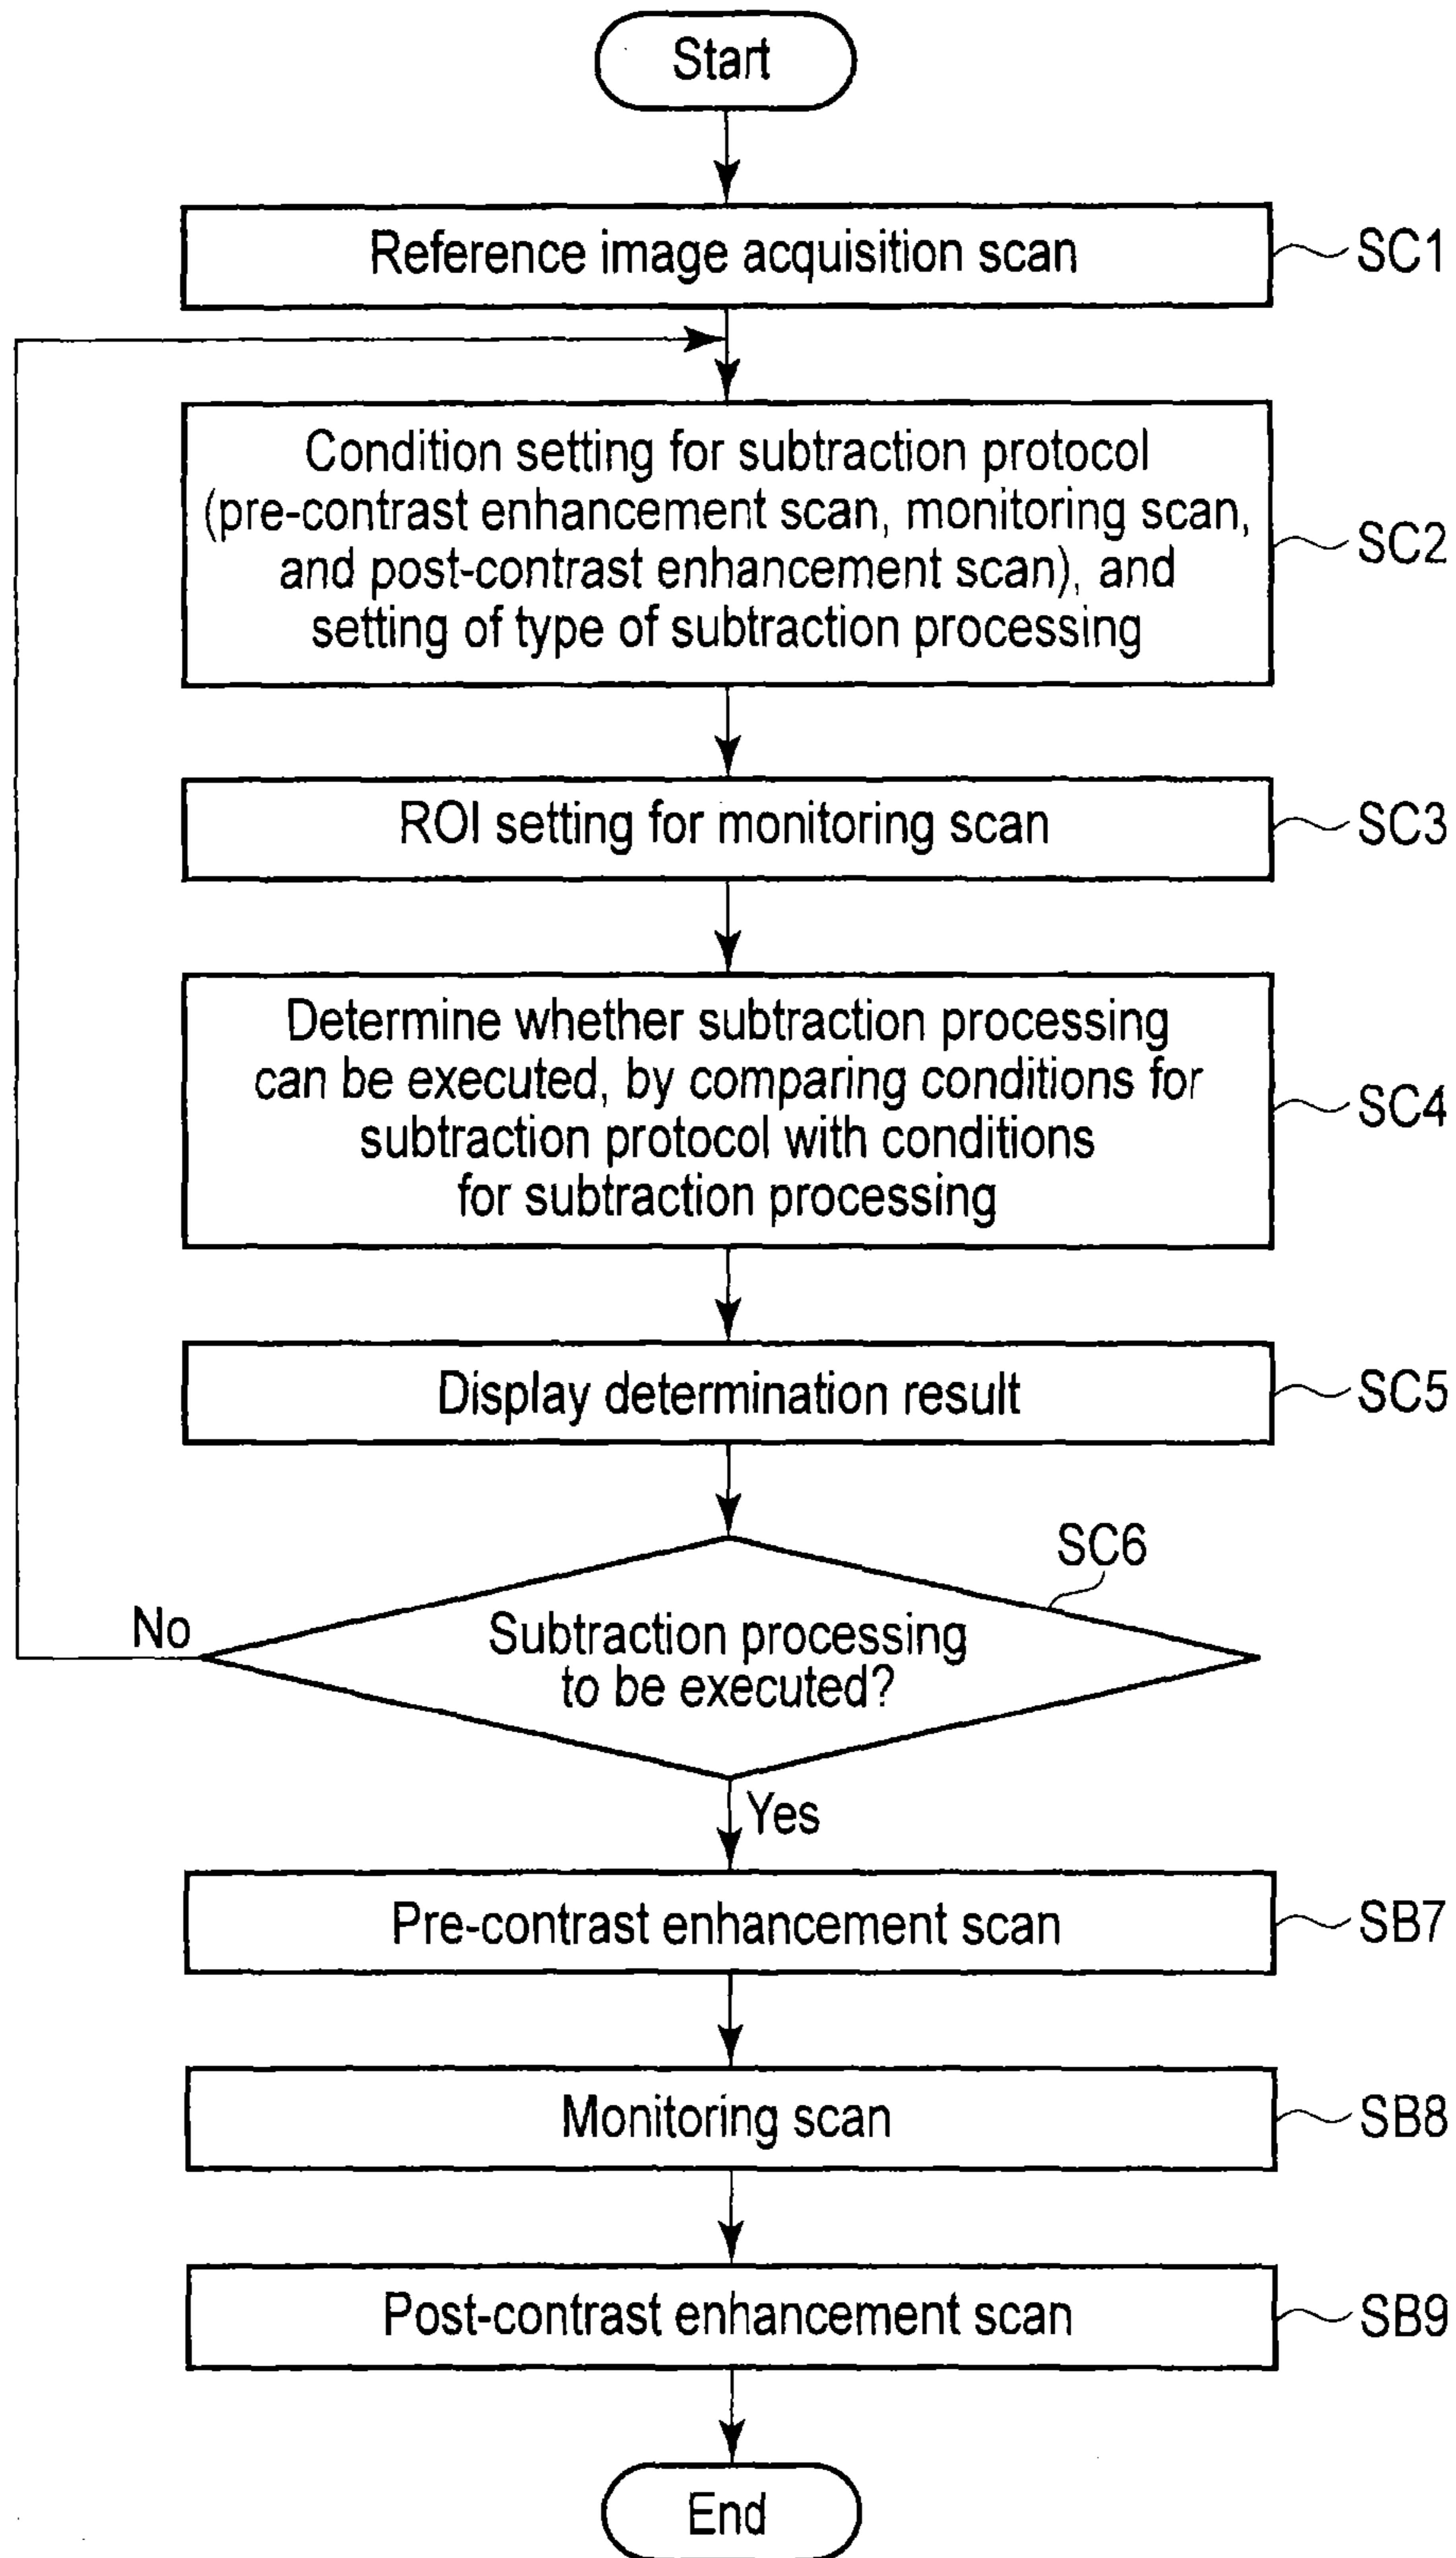 Start
Reference image acquisition scan
SC1
Condition setting for subtraction protocol
(pre-contrast enhancement scan, monitoring scan,
and post-contrast enhancement scan), and
setting of type of subtraction processing
SC2
ROI setting for monitoring scan
SC3
Determine whether subtraction processing
can be executed, by comparing conditions for
subtraction protocol with conditions
for subtraction processing
SC4
Display determination result
SC5
SC6
No
Subtraction processing
to be executed?
Yes
Pre-contrast enhancement scan
SB7
Monitoring scan
SB8
Post-contrast enhancement scan
SB9
End